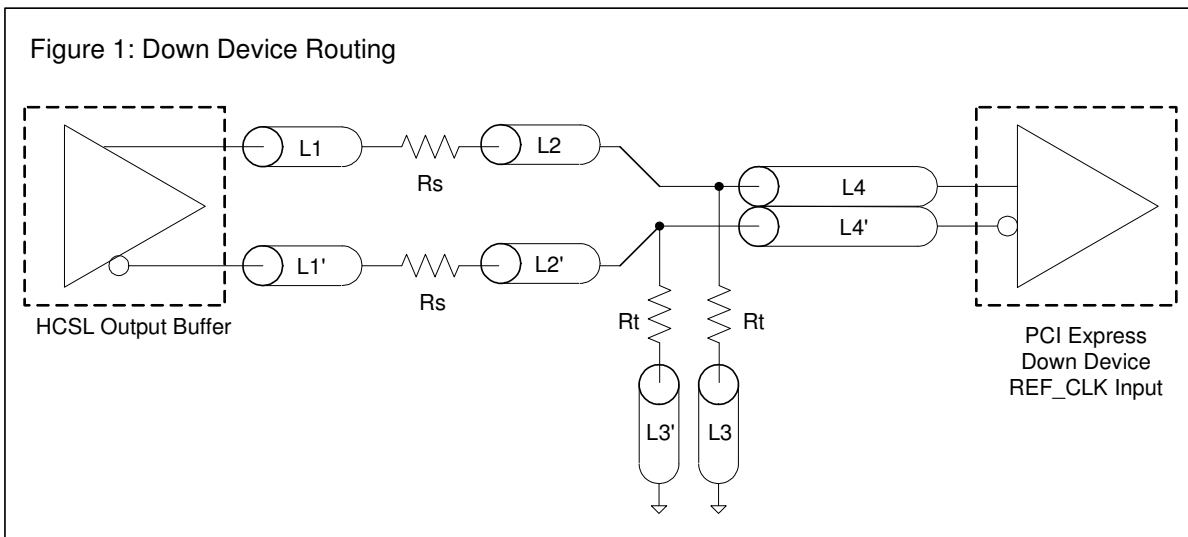 Figure 1: Down Device Routing
L1
L2
Rs
L4
L4'
L1'
L2'
Rs
HCSL Output Buffer
Rt
Rt
PCI Express
Down Device
REF_CLK Input
L3'
L3